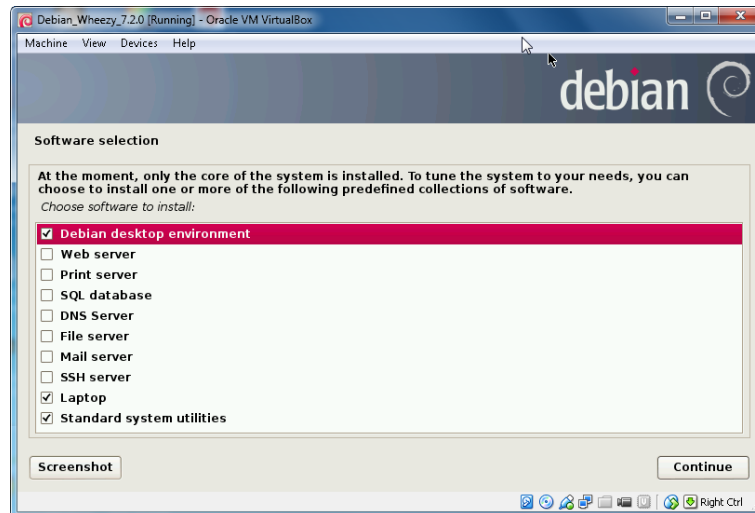 Debian_Wheezy_7.2.0 [Running] - Oracle VM VirtualBox
Machine View Devices Help
debian
Software selection
At the moment, only the core of the system is installed. To tune the system to your needs, you can
choose to install one or more of the following predefined collections of software.
Choose software to install:
Debian desktop environment
Web server
Print server
SQL database
DNS Server
File server
Mail server
SSH server
Laptop
Standard system utilities
Screenshot Continue
Right Ctrl